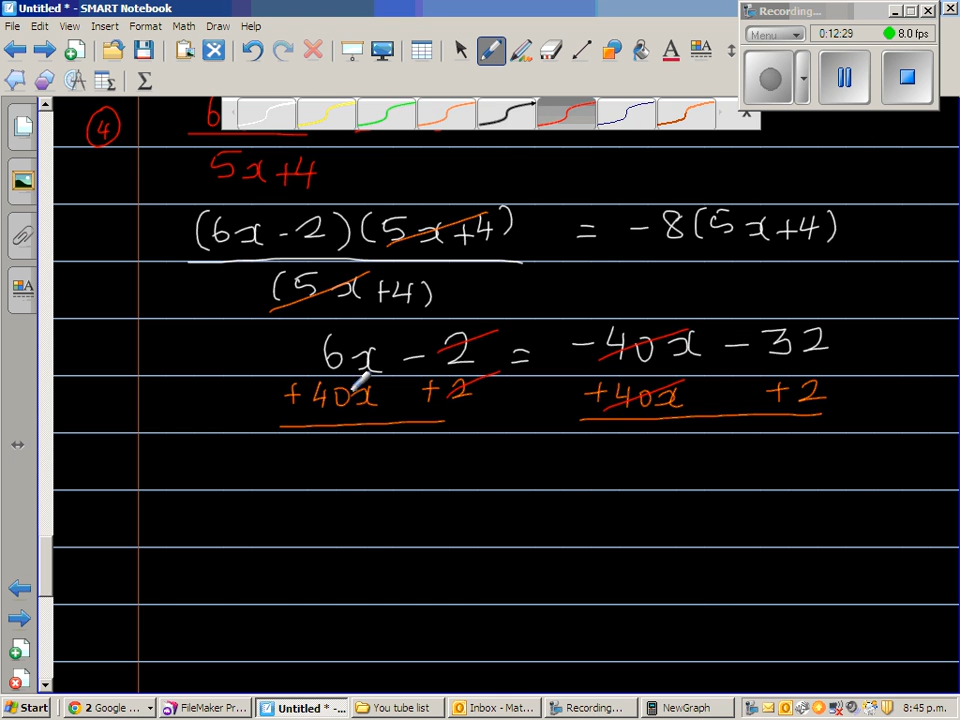 Untitled * - SMART Notebook
File Edit View Insert Format Math Draw Help
Recording...
Menu
0:12:29
8.0 fps
4
6
5x+4
(6x-2)(5x+4) = -8(5x+4)
(5x+4)
6x - 2 = -40x - 32
+40x +2 +40x +2
Start
2 Google ...
FileMaker Pr...
Untitled * -...
You tube list
Inbox - Mat...
Recording...
NewGraph
8:45 p.m.